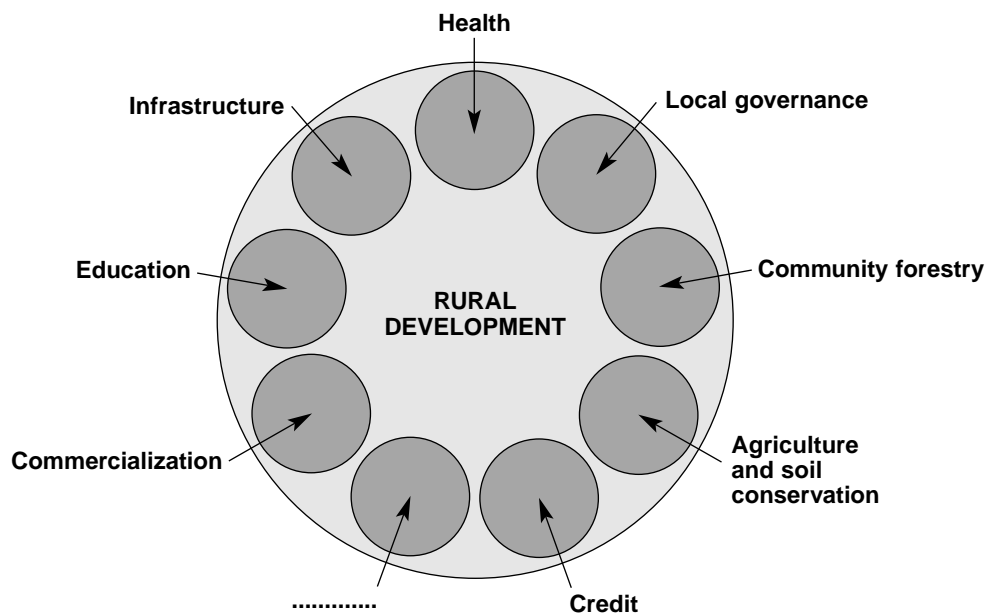 Health
Infrastructure
Local governance
Education
Community forestry
RURAL
DEVELOPMENT
Commercialization
Agriculture
and soil
conservation
.............
Credit